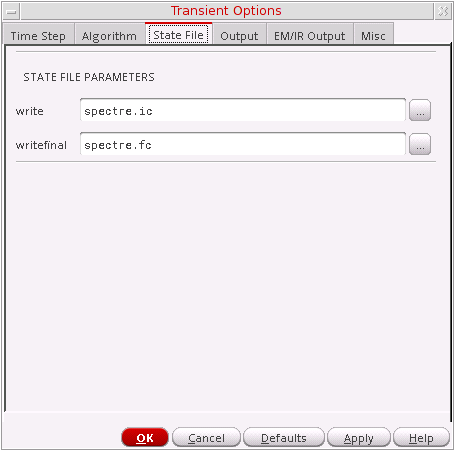 Transient Options
Time Step Algorithm State File Output EM/IR Output Misc
STATE FILE PARAMETERS
write spectre.ic ...
writefinal spectre.fc ...
OK Cancel Defaults Apply Help